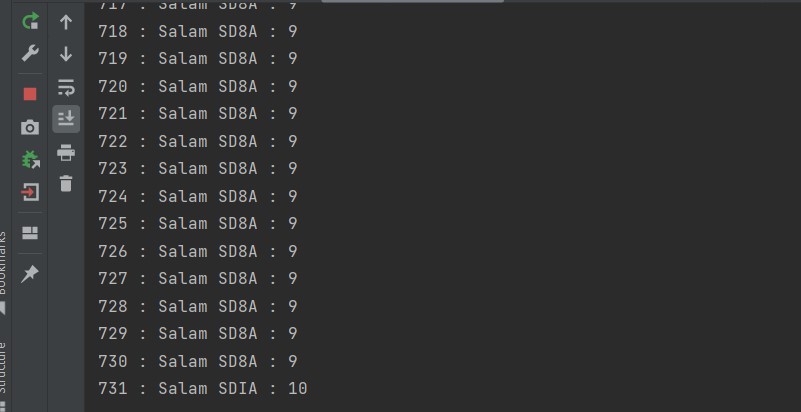 717 : Salam SD8A : 9
718 : Salam SD8A : 9
719 : Salam SD8A : 9
720 : Salam SD8A : 9
721 : Salam SD8A : 9
722 : Salam SD8A : 9
723 : Salam SD8A : 9
724 : Salam SD8A : 9
725 : Salam SD8A : 9
726 : Salam SD8A : 9
727 : Salam SD8A : 9
728 : Salam SD8A : 9
729 : Salam SD8A : 9
730 : Salam SD8A : 9
731 : Salam SDIA : 10
Bookmarks
Structure